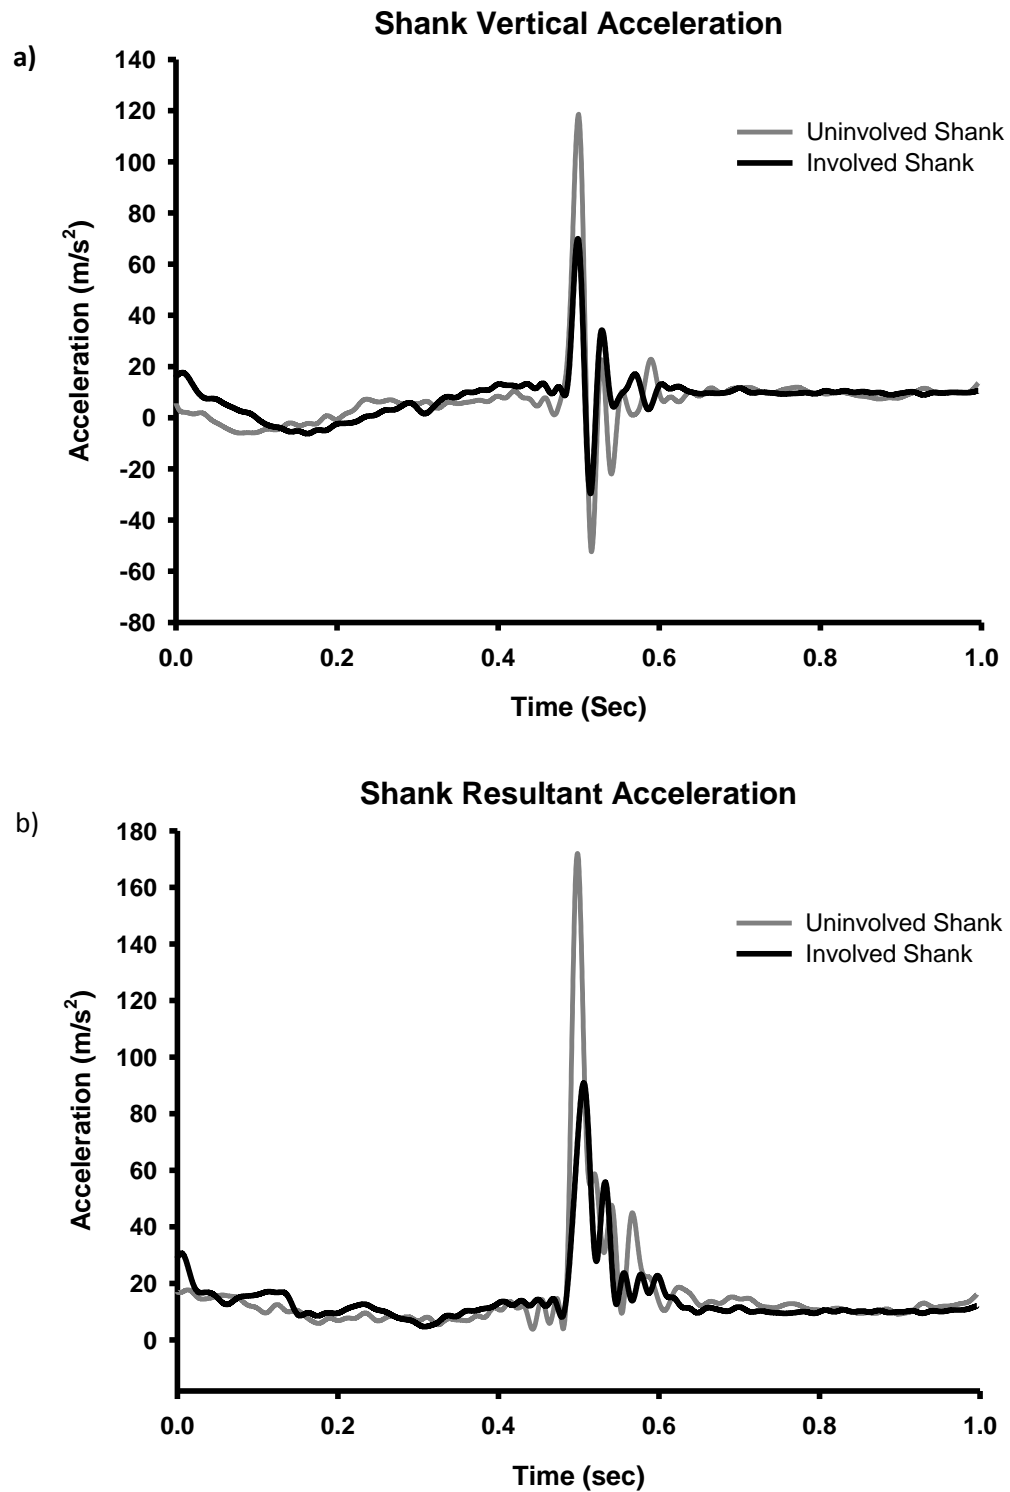 Shank Vertical Acceleration
a)
140
120
100
80
60
40
20
0
-20
-40
-60
-80
Acceleration (m/s²)
Uninvolved Shank
Involved Shank
0.0 0.2 0.4 0.6 0.8 1.0
Time (Sec)
Shank Resultant Acceleration
b)
180
160
140
120
100
80
60
40
20
0
Acceleration (m/s²)
Uninvolved Shank
Involved Shank
0.0 0.2 0.4 0.6 0.8 1.0
Time (sec)